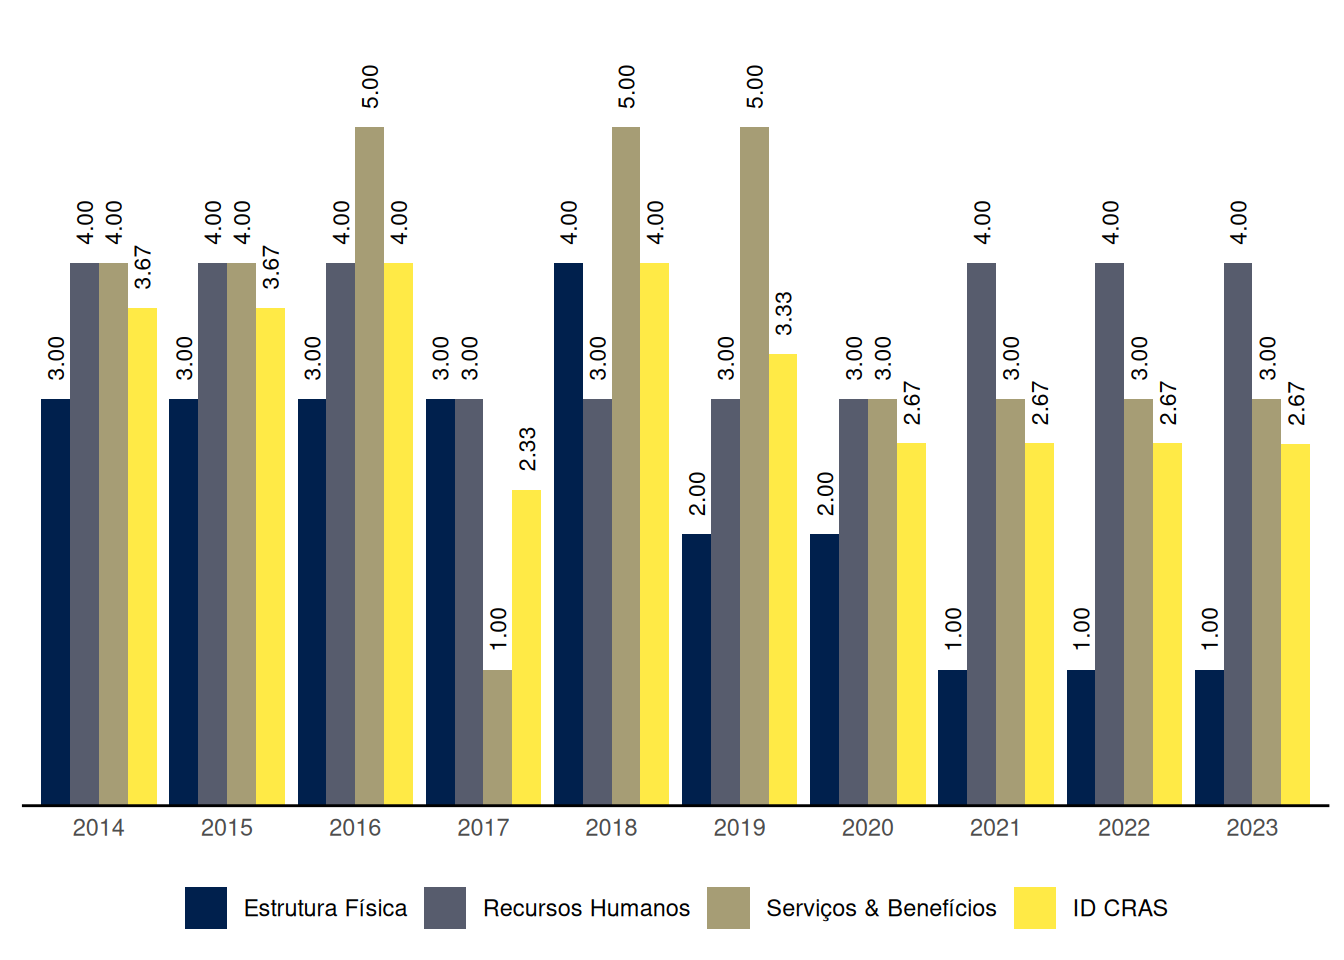 3.00 4.00 4.00 3.67
3.00 4.00 4.00 3.67
3.00 4.00 5.00 4.00
3.00 3.00 1.00 2.33
4.00 3.00 5.00 4.00
2.00 3.00 5.00 3.33
2.00 3.00 3.00 2.67
1.00 4.00 3.00 2.67
1.00 4.00 3.00 2.67
1.00 4.00 3.00 2.67
2014 2015 2016 2017 2018 2019 2020 2021 2022 2023
Estrutura Física Recursos Humanos Serviços & Benefícios ID CRAS